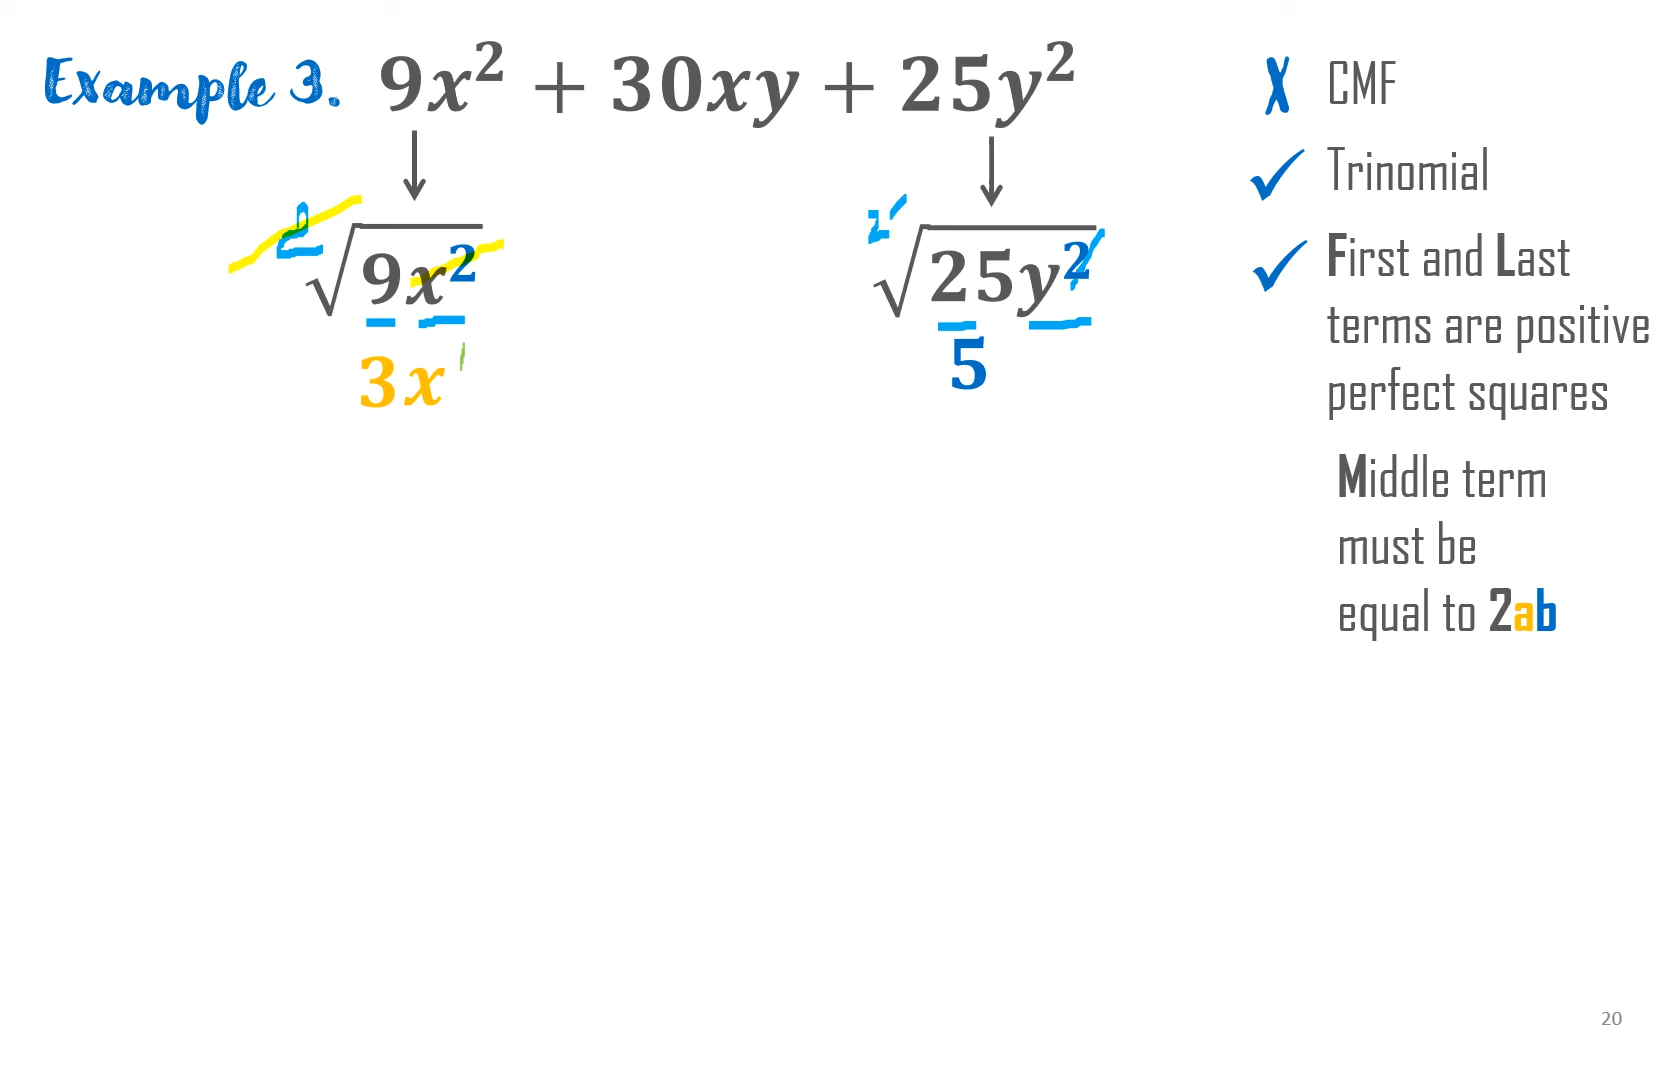 Example 3. 9x² + 30xy + 25y²
2√9x²
2√25y²
3x
5
X CMF
✓ Trinomial
✓ First and Last
terms are positive
perfect squares
Middle term
must be
equal to 2ab
20